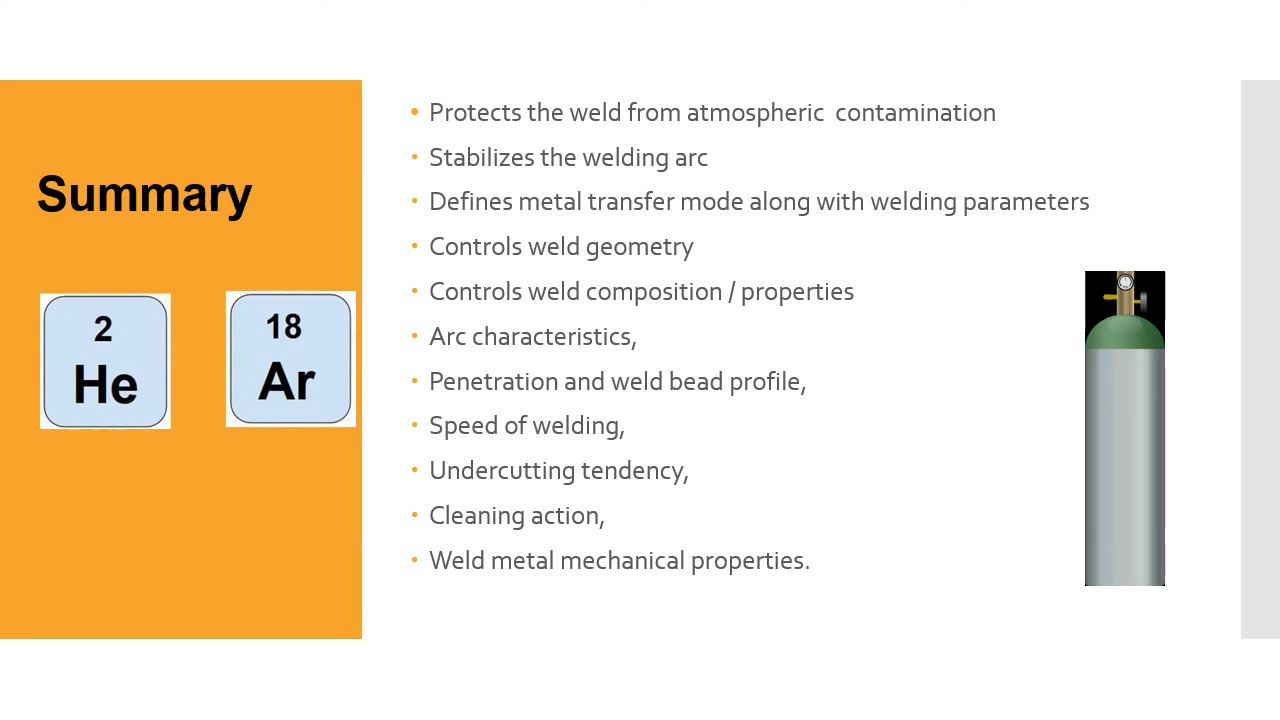 Summary
2
He
18
Ar
• Protects the weld from atmospheric  contamination
• Stabilizes the welding arc
• Defines metal transfer mode along with welding parameters
• Controls weld geometry
• Controls weld composition / properties
• Arc characteristics,
• Penetration and weld bead profile,
• Speed of welding,
• Undercutting tendency,
• Cleaning action,
• Weld metal mechanical properties.